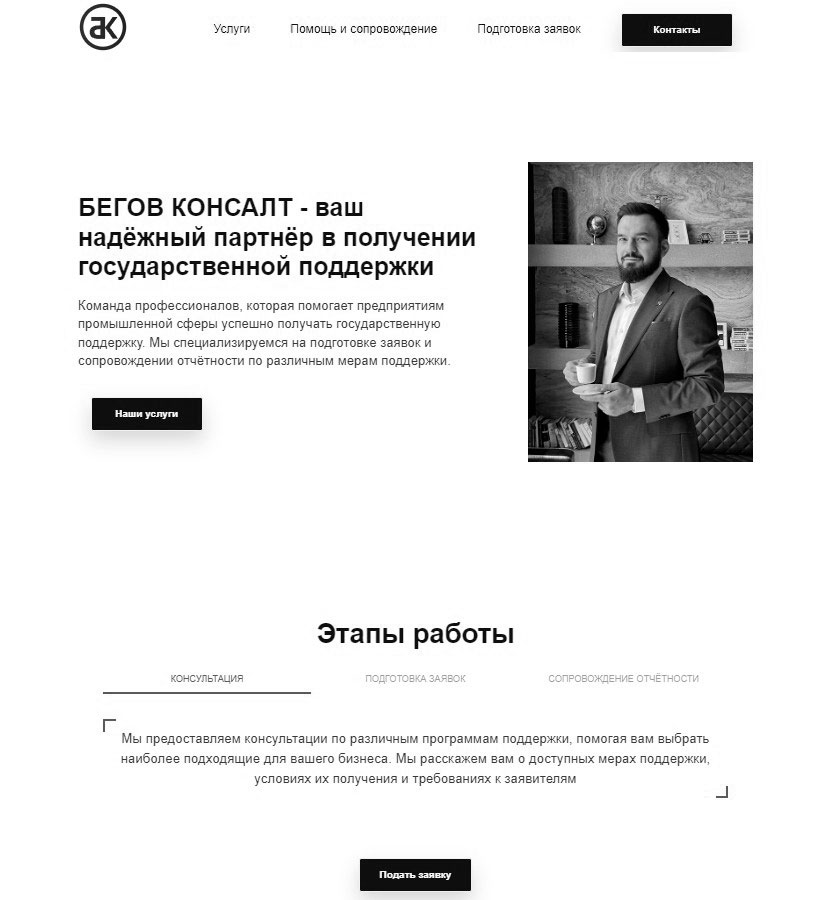 Услуги
Помощь и сопровождение
Подготовка заявок
Контакты
БЕГОВ КОНСАЛТ - ваш
надёжный партнёр в получении
государственной поддержки
Команда профессионалов, которая помогает предприятиям
промышленной сферы успешно получать государственную
поддержку. Мы специализируемся на подготовке заявок и
сопровождении отчётности по различным мерам поддержки.
Наши услуги
Этапы работы
КОНСУЛЬТАЦИЯ
ПОДГОТОВКА ЗАЯВОК
СОПРОВОЖДЕНИЕ ОТЧЁТНОСТИ
Мы предоставляем консультации по различным программам поддержки, помогая вам выбрать
наиболее подходящие для вашего бизнеса. Мы расскажем вам о доступных мерах поддержки,
условиях их получения и требованиях к заявителям
Подать заявку